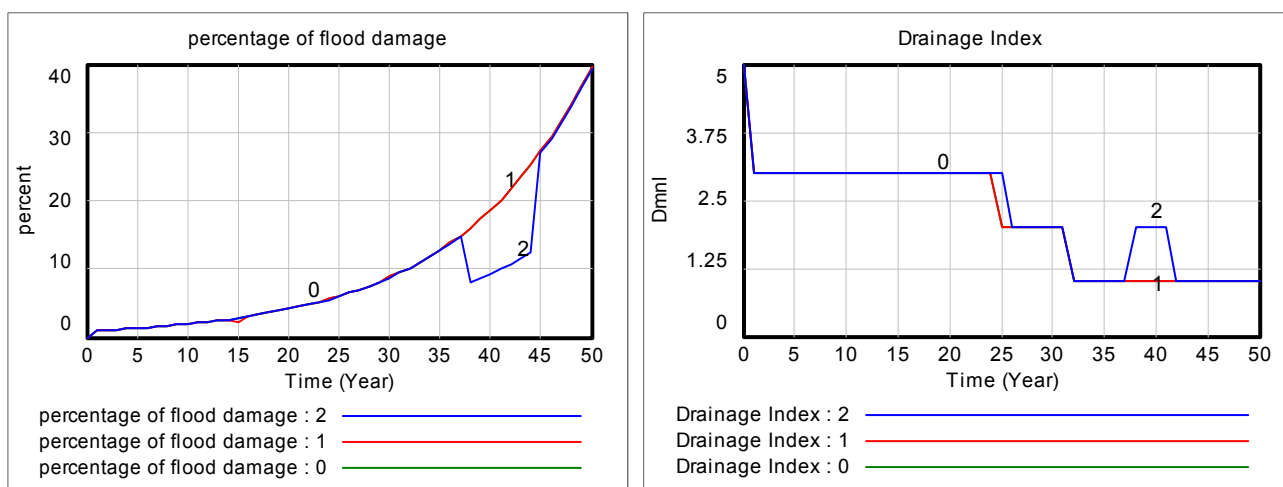 percentage of flood damage
40
30
20
10
0
percent
0
1
2
0 5 10 15 20 25 30 35 40 45 50
Time (Year)
percentage of flood damage : 2
percentage of flood damage : 1
percentage of flood damage : 0
Drainage Index
5
3.75
2.5
1.25
0
Dmnl
0
2
1
0 5 10 15 20 25 30 35 40 45 50
Time (Year)
Drainage Index : 2
Drainage Index : 1
Drainage Index : 0